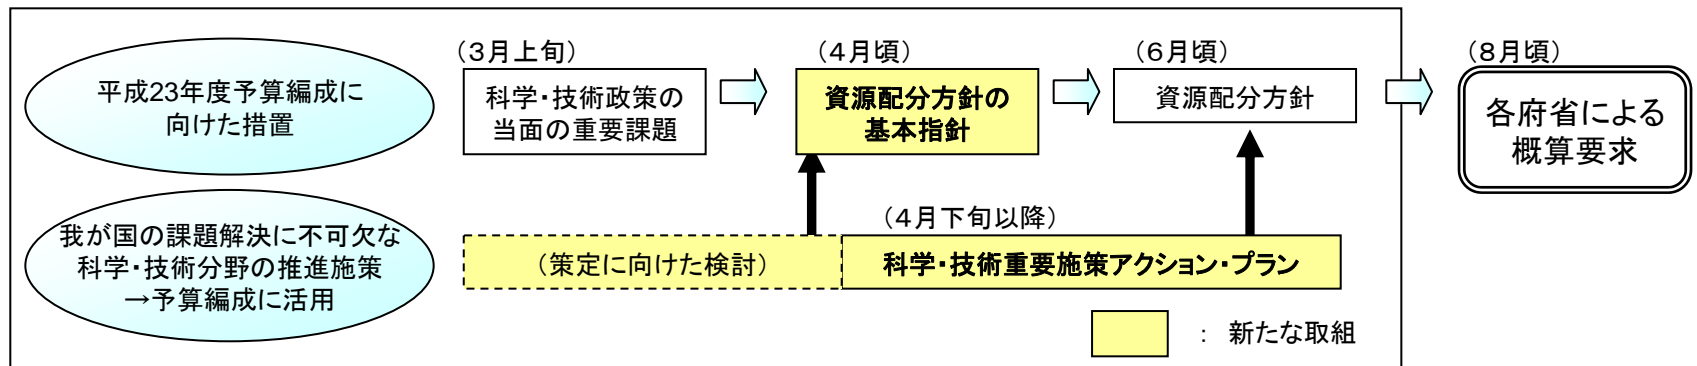 平成23年度予算編成に
向けた措置
（3月上旬）
科学・技術政策の
当面の重要課題
（4月頃）
資源配分方針の
基本指針
（6月頃）
資源配分方針
（8月頃）
各府省による
概算要求
我が国の課題解決に不可欠な
科学・技術分野の推進施策
→予算編成に活用
（策定に向けた検討）
（4月下旬以降）
科学・技術重要施策アクション・プラン
： 新たな取組